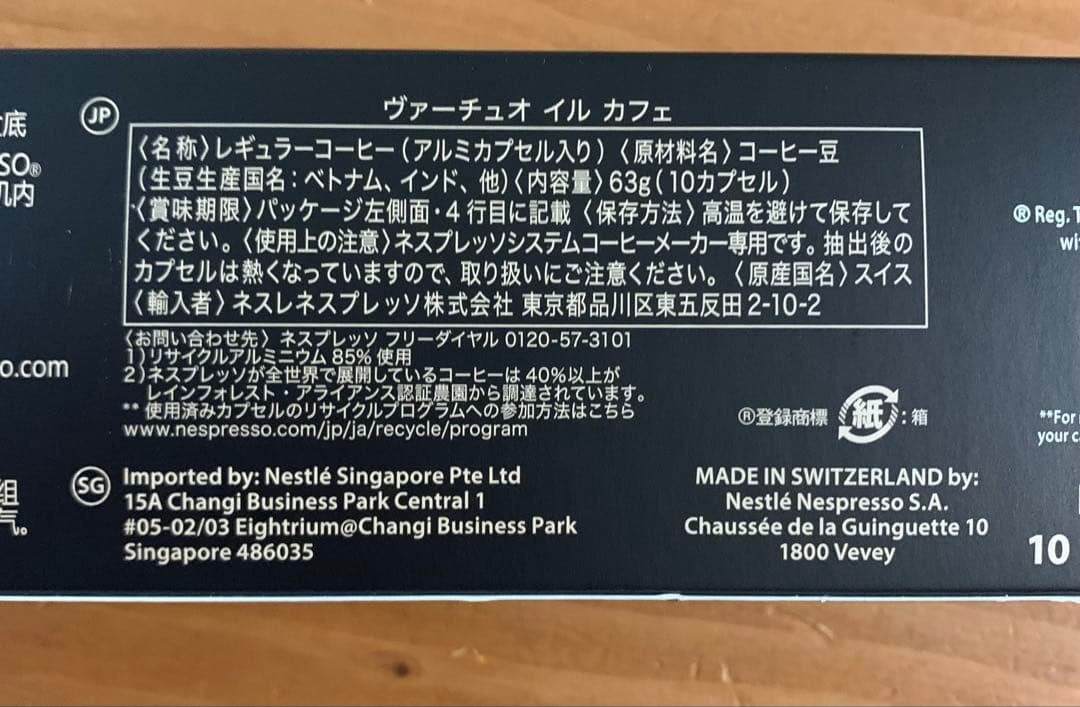 底
SO®
机内
o.com
组
气。
JP
ヴァーチュオ イル カフェ
〈名称〉レギュラーコーヒー(アルミカプセル入り)〈原材料名〉コーヒー豆
(生豆生産国名:ベトナム、インド、他)〈内容量〉63g(10カプセル)
〈賞味期限〉パッケージ左側面・4 行目に記載〈保存方法〉高温を避けて保存して
ください。〈使用上の注意〉ネスプレッソシステムコーヒーメーカー専用です。抽出後の
カプセルは熱くなっていますので、取り扱いにご注意ください。〈原産国名〉スイス
〈輸入者〉ネスレネスプレッソ株式会社 東京都品川区東五反田 2-10-2
〈お問い合わせ先〉ネスプレッソ フリーダイヤル 0120-57-3101
1)リサイクルアルミニウム 85% 使用
2)ネスプレッソが全世界で展開しているコーヒーは 40%以上が
レインフォレスト・アライアンス認証農園から調達されています。
** 使用済みカプセルのリサイクルプログラムへの参加方法はこちら
www.nespresso.com/jp/ja/recycle/program
®登録商標 紙:箱
SG
Imported by: Nestlé Singapore Pte Ltd
15A Changi Business Park Central 1
#05-02/03 Eightrium@Changi Business Park
Singapore 486035
MADE IN SWITZERLAND by:
Nestlé Nespresso S.A.
Chaussée de la Guinguette 10
1800 Vevey
® Reg. T
wi
**For
your c
10